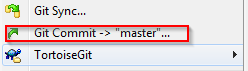 Git Sync...
Git Commit -> "master"...
TortoiseGit